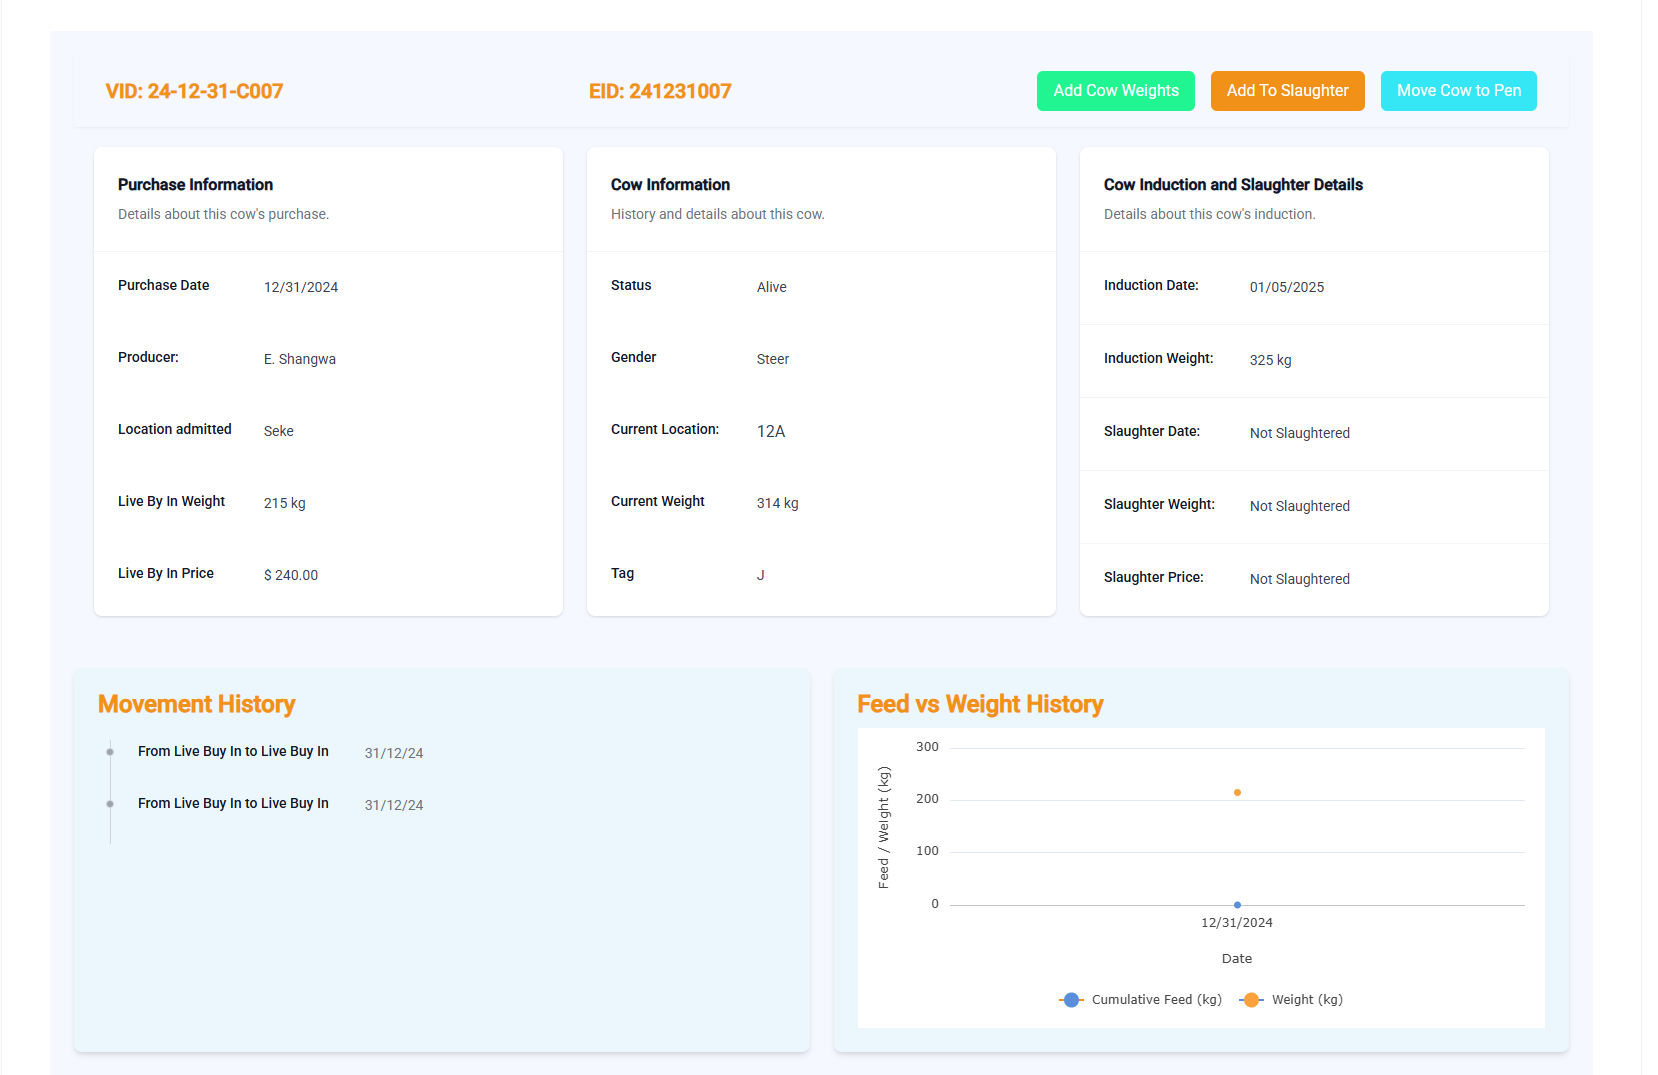 VID: 24-12-31-C007
EID: 241231007
Add Cow Weights
Add To Slaughter
Move Cow to Pen
Purchase Information
Details about this cow's purchase.
Purchase Date 12/31/2024
Producer: E. Shangwa
Location admitted Seke
Live By In Weight 215 kg
Live By In Price $ 240.00
Cow Information
History and details about this cow.
Status Alive
Gender Steer
Current Location: 12A
Current Weight 314 kg
Tag J
Cow Induction and Slaughter Details
Details about this cow's induction.
Induction Date: 01/05/2025
Induction Weight: 325 kg
Slaughter Date: Not Slaughtered
Slaughter Weight: Not Slaughtered
Slaughter Price: Not Slaughtered
Movement History
From Live Buy In to Live Buy In 31/12/24
From Live Buy In to Live Buy In 31/12/24
Feed vs Weight History
Feed / Weight (kg)
300
200
100
0
12/31/2024
Date
Cumulative Feed (kg) Weight (kg)